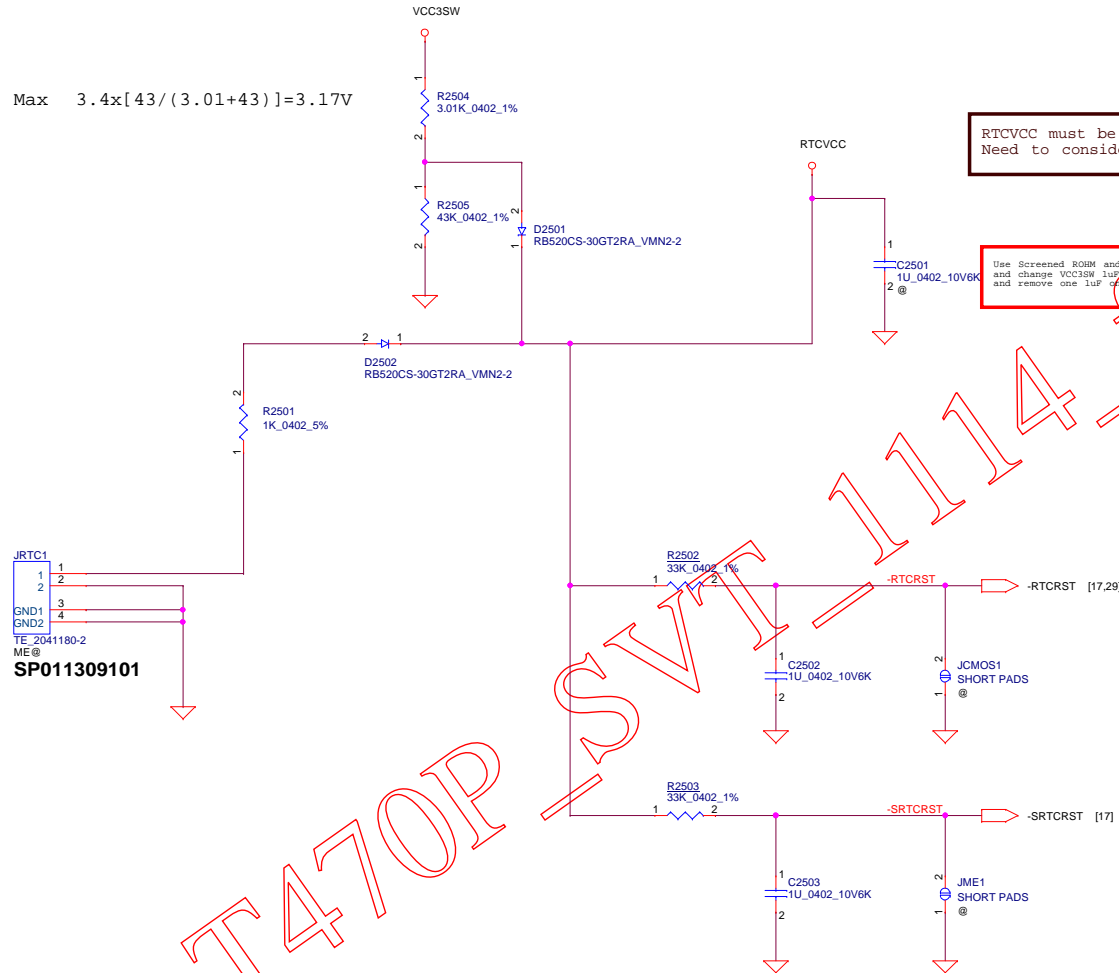 VCC3SW
Max 3.4x[43/(3.01+43)]=3.17V
1
R2504
3.01K_0402_1%
2
1
R2505
43K_0402_1%
2
2
D2501
RB520CS-30GT2RA_VMN2-2
1
RTCVCC
RTCVCC must be
Need to conside
1
C2501
1U_0402_10V6K
2
@
Use Screened ROHM and
and change VCC3SW 1uF
and remove one 1uF on
2 1
D2502
RB520CS-30GT2RA_VMN2-2
2
R2501
1K_0402_5%
1
JRTC1
1 1
2 2
GND1 3
GND2 4
TE_2041180-2
ME@
SP011309101
R2502
33K_0402_1%
1 2
-RTCRST
-RTCRST [17,29]
1
C2502
1U_0402_10V6K
2
2
JCMOS1
SHORT PADS
1
@
R2503
33K_0402_1%
1 2
-SRTCRST
-SRTCRST [17]
1
C2503
1U_0402_10V6K
2
2
JME1
SHORT PADS
1
@
T470P_SVT_1114_